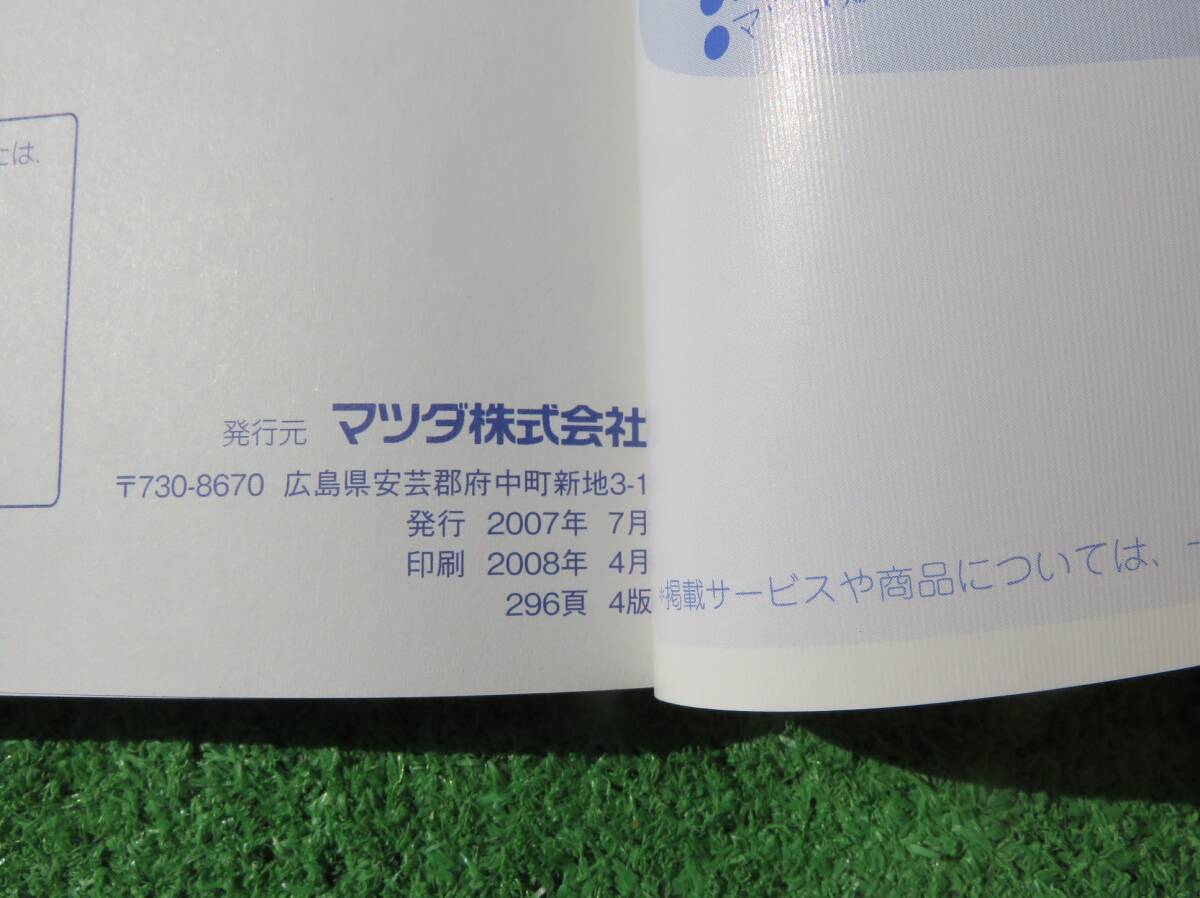 には、
発行元 マツダ株式会社
〒730-8670 広島県安芸郡府中町新地3-1
発行 2007年 7月
印刷 2008年 4月
296頁 4版
*掲載サービスや商品については、